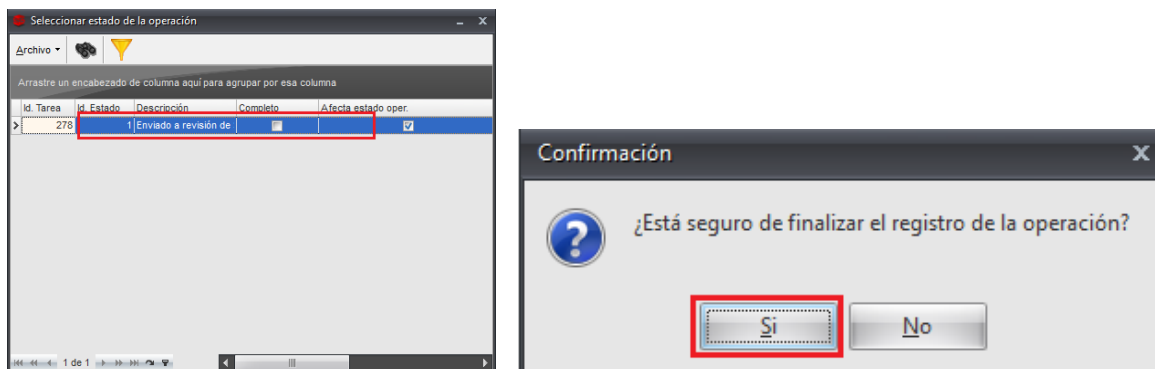 Seleccionar estado de la operación
Archivo
Arrastre un encabezado de columna aquí para agrupar por esa columna
Id. Tarea Id. Estado Descripción Completo Afecta estado oper.
278 1 Enviado a revisión de
1 de 1
Confirmación
¿Está seguro de finalizar el registro de la operación?
Si No